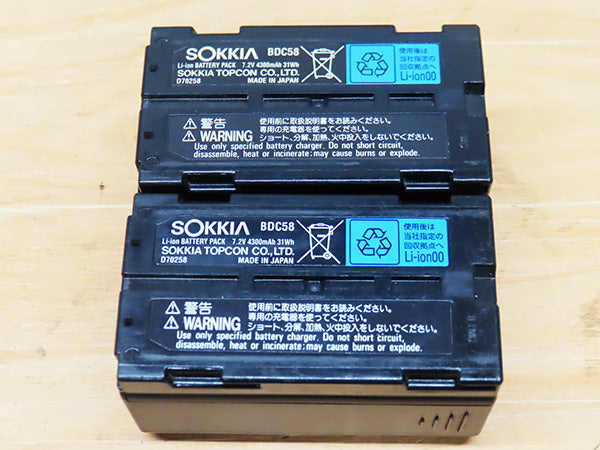 SOKKIA BDC58
Li-ion BATTERY PACK 7.2V 4300mAh 31Wh
SOKKIA TOPCON CO.,LTD.
D70258 MADE IN JAPAN
使用後は
当社指定の
回収拠点へ
Li-ion00
警告
WARNING
使用前に取扱説明書をお読みください。
専用の充電器を使ってください。
ショート、分解、加熱、火中投入をしないでください。
Use only specified battery charger. Do not short circuit,
disassemble, heat or incinerate:may cause burns or explode.
SOKKIA BDC58
Li-ion BATTERY PACK 7.2V 4300mAh 31Wh
SOKKIA TOPCON CO.,LTD.
D70258 MADE IN JAPAN
使用後は
当社指定の
回収拠点へ
Li-ion00
警告
WARNING
使用前に取扱説明書をお読みください。
専用の充電器を使ってください。
ショート、分解、加熱、火中投入をしないでください。
Use only specified battery charger. Do not short circuit,
disassemble, heat or incinerate:may cause burns or explode.